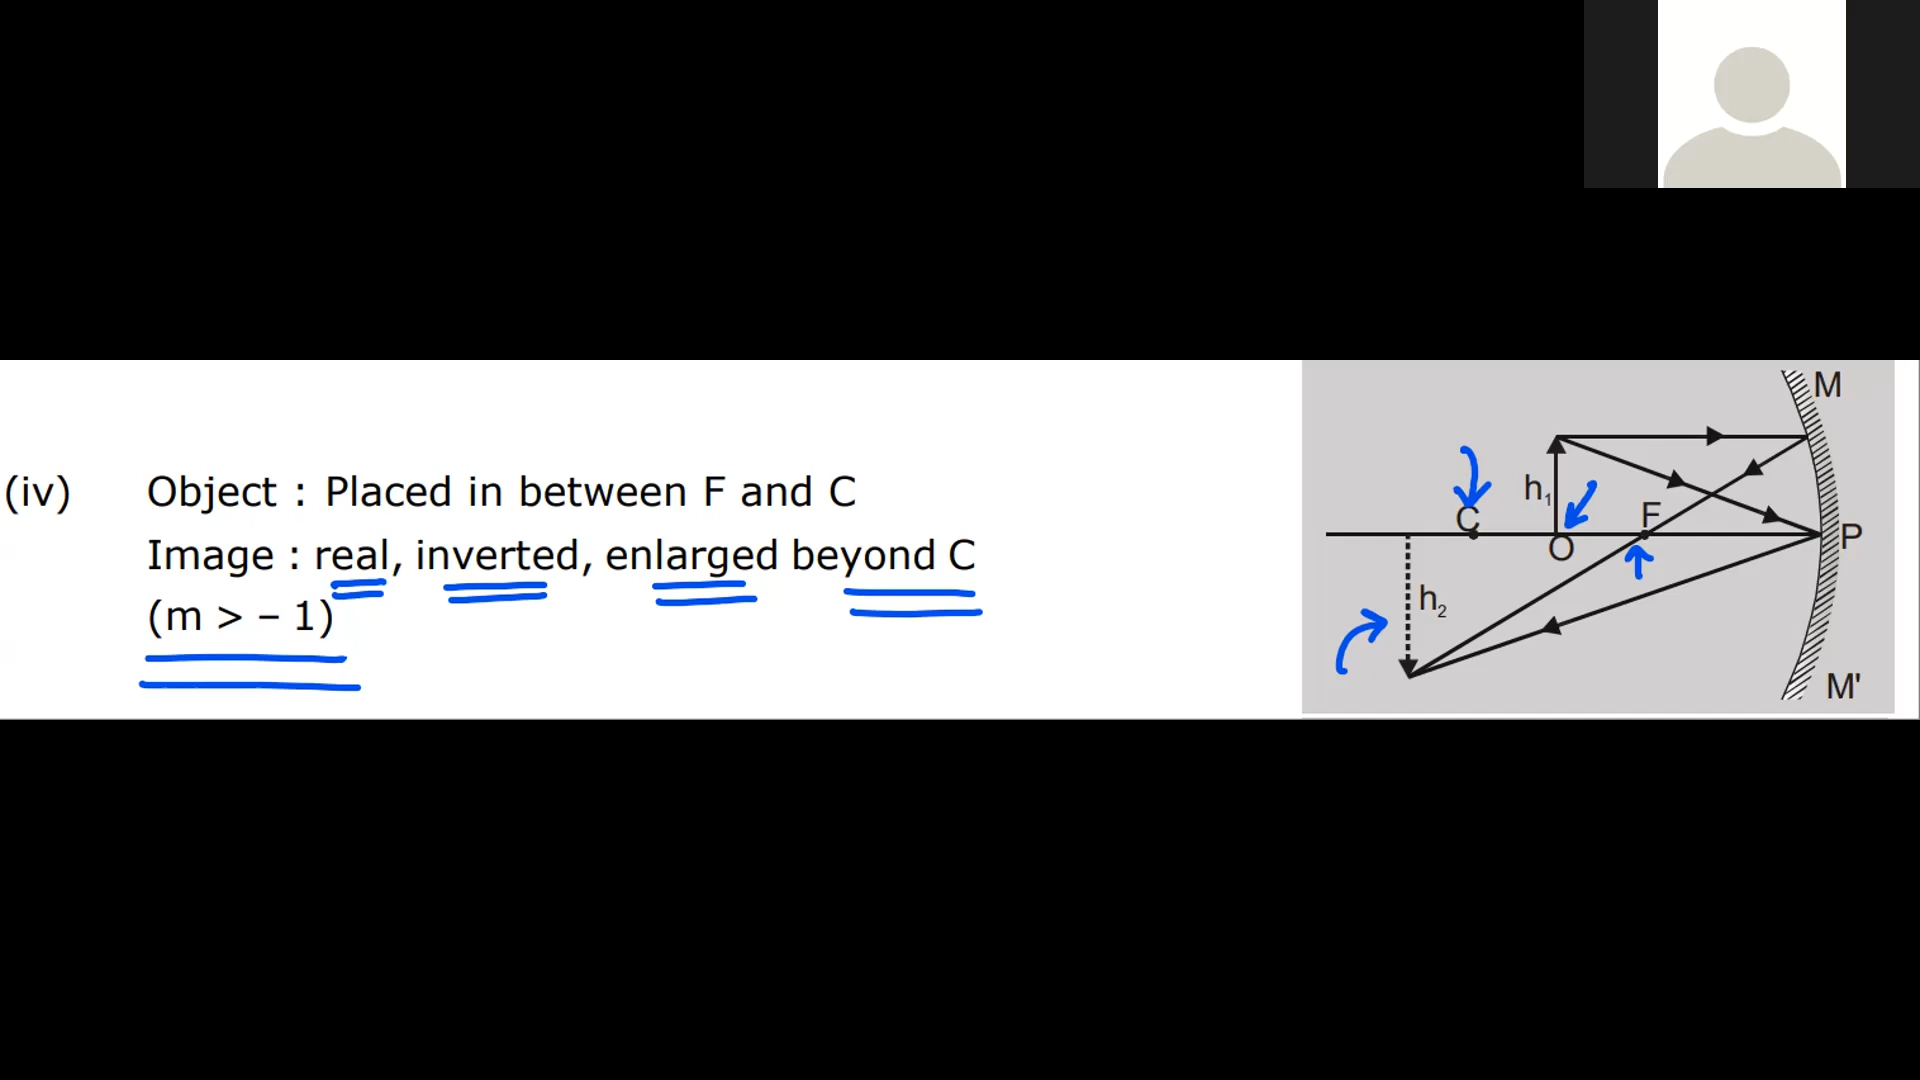 (iv) Object : Placed in between F and C
Image : real, inverted, enlarged beyond C
(m > – 1)
M
h₁
C
F
O
P
h₂
M'